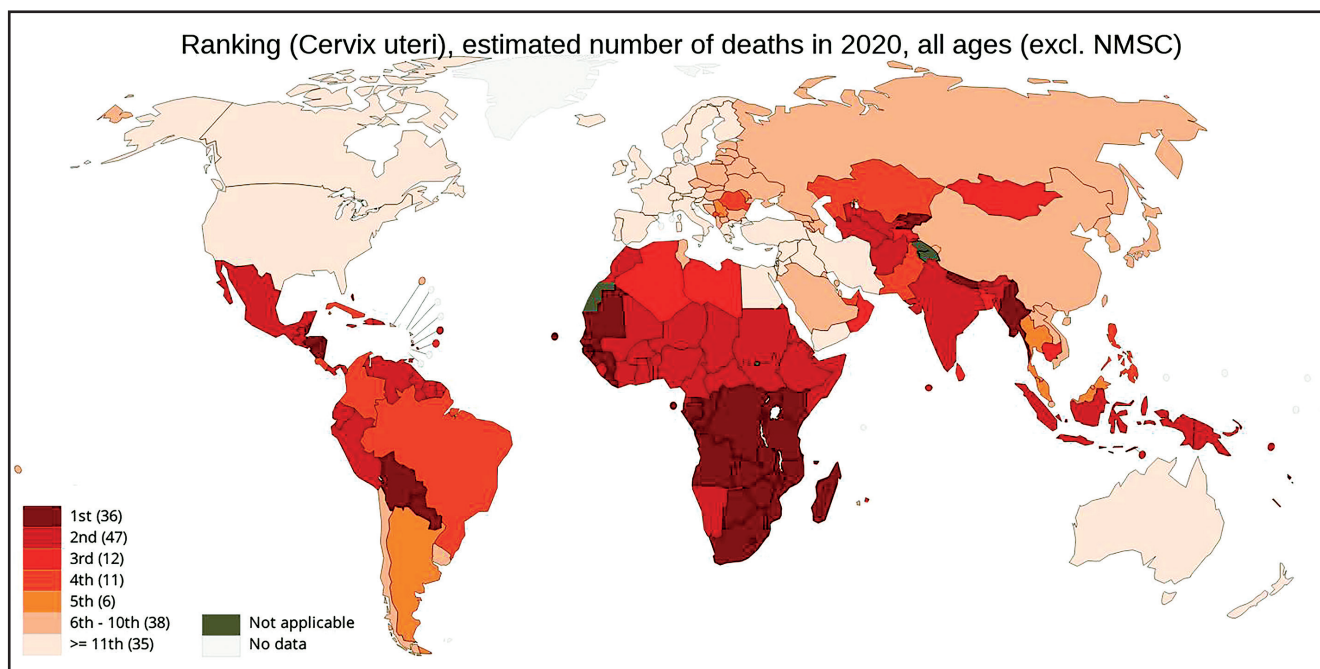 Ranking (Cervix uteri), estimated number of deaths in 2020, all ages (excl. NMSC)
1st (36)
2nd (47)
3rd (12)
4th (11)
5th (6)
6th - 10th (38)
>= 11th (35)
Not applicable
No data